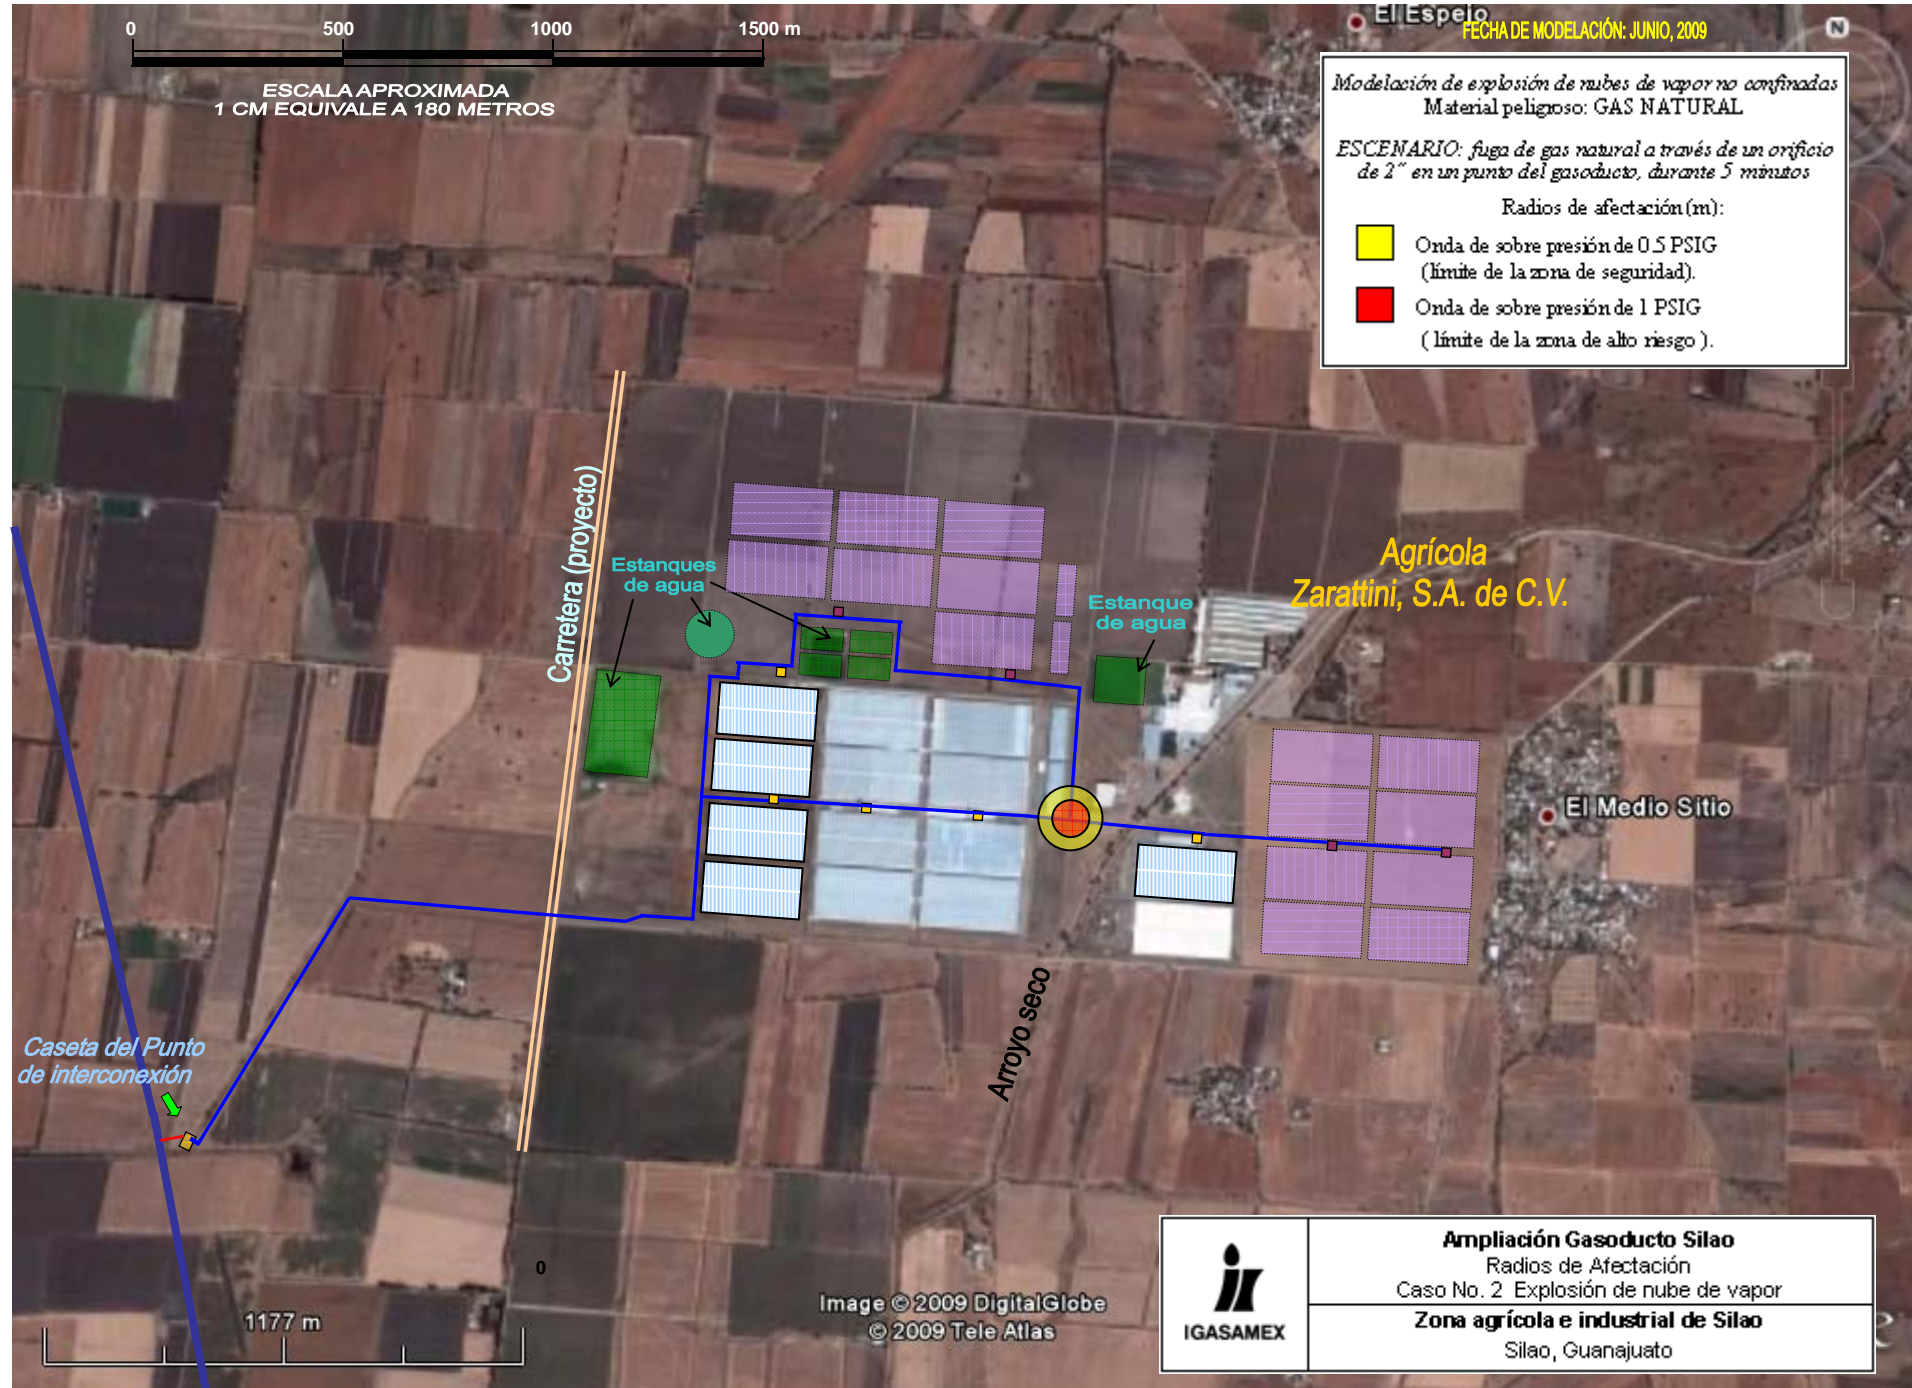 0 500 1000 1500 m
ESCALA APROXIMADA
1 CM EQUIVALE A 180 METROS
El Espejo
FECHA DE MODELACIÓN: JUNIO, 2009
N
Modelación de explosión de nubes de vapor no confinadas
Material peligroso: GAS NATURAL
ESCENARIO: fuga de gas natural a través de un orificio
de 2" en un punto del gasoducto, durante 5 minutos
Radios de afectación (m):
Onda de sobre presión de 0.5 PSIG
(límite de la zona de seguridad).
Onda de sobre presión de 1 PSIG
( límite de la zona de alto riesgo ).
Carretera (proyecto)
Estanques
de agua
Estanque
de agua
Agrícola
Zarattini, S.A. de C.V.
El Medio Sitio
Arroyo seco
Caseta del Punto
de interconexión
0
1177 m
Image © 2009 DigitalGlobe
© 2009 Tele Atlas
IGASAMEX
Ampliación Gasoducto Silao
Radios de Afectación
Caso No. 2 Explosión de nube de vapor
Zona agrícola e industrial de Silao
Silao, Guanajuato